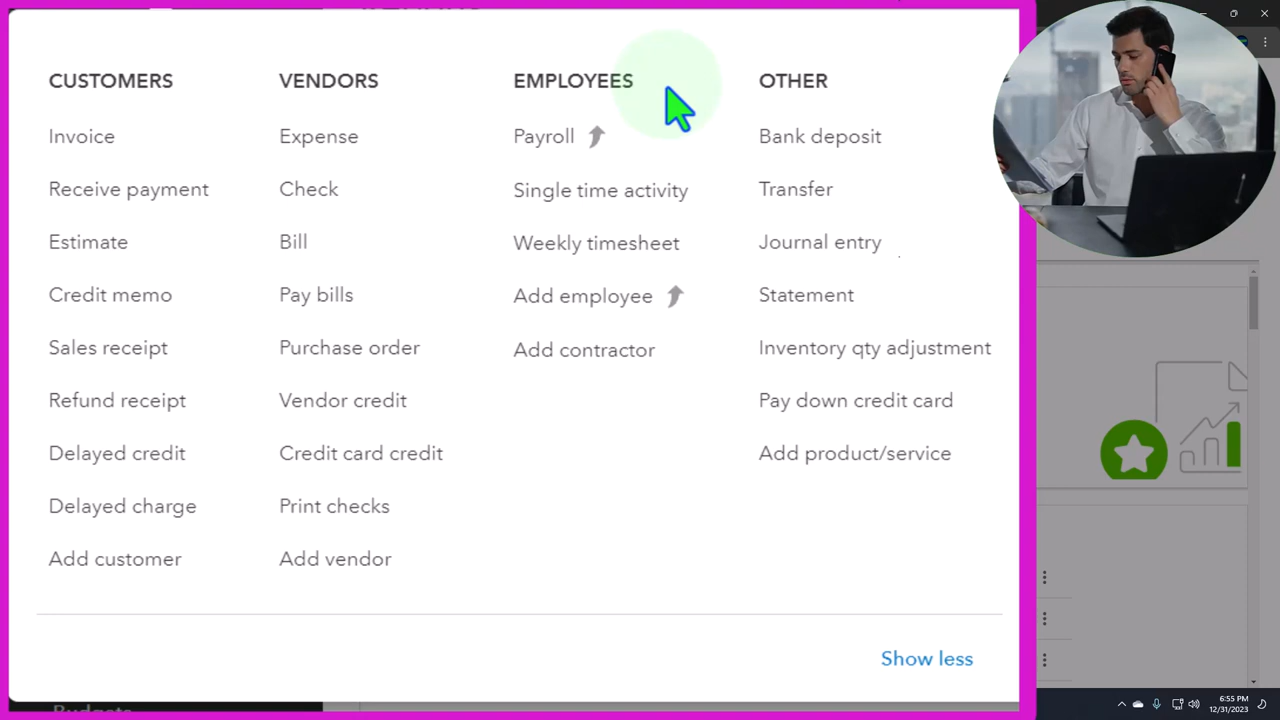 CUSTOMERS
Invoice
Receive payment
Estimate
Credit memo
Sales receipt
Refund receipt
Delayed credit
Delayed charge
Add customer
VENDORS
Expense
Check
Bill
Pay bills
Purchase order
Vendor credit
Credit card credit
Print checks
Add vendor
EMPLOYEES
Payroll
Single time activity
Weekly timesheet
Add employee
Add contractor
OTHER
Bank deposit
Transfer
Journal entry
Statement
Inventory qty adjustment
Pay down credit card
Add product/service
Show less
Budgets
6:55 PM
12/31/2023